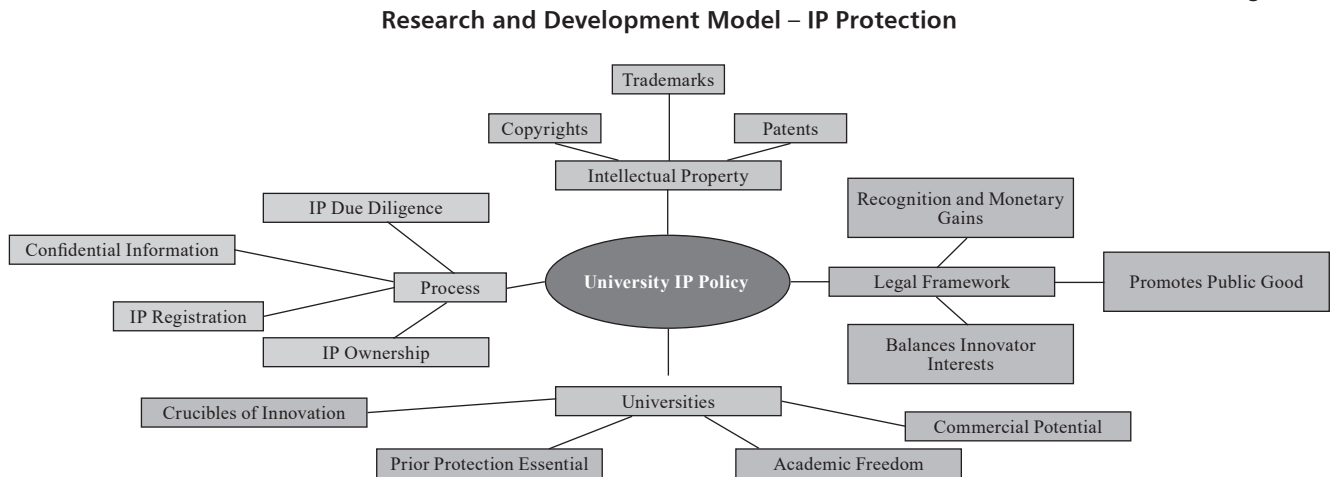 Research and Development Model – IP Protection
Trademarks
Copyrights
Patents
Intellectual Property
IP Due Diligence
Confidential Information
Process
IP Registration
IP Ownership
University IP Policy
Recognition and Monetary
Gains
Legal Framework
Promotes Public Good
Balances Innovator
Interests
Universities
Crucibles of Innovation
Commercial Potential
Prior Protection Essential
Academic Freedom